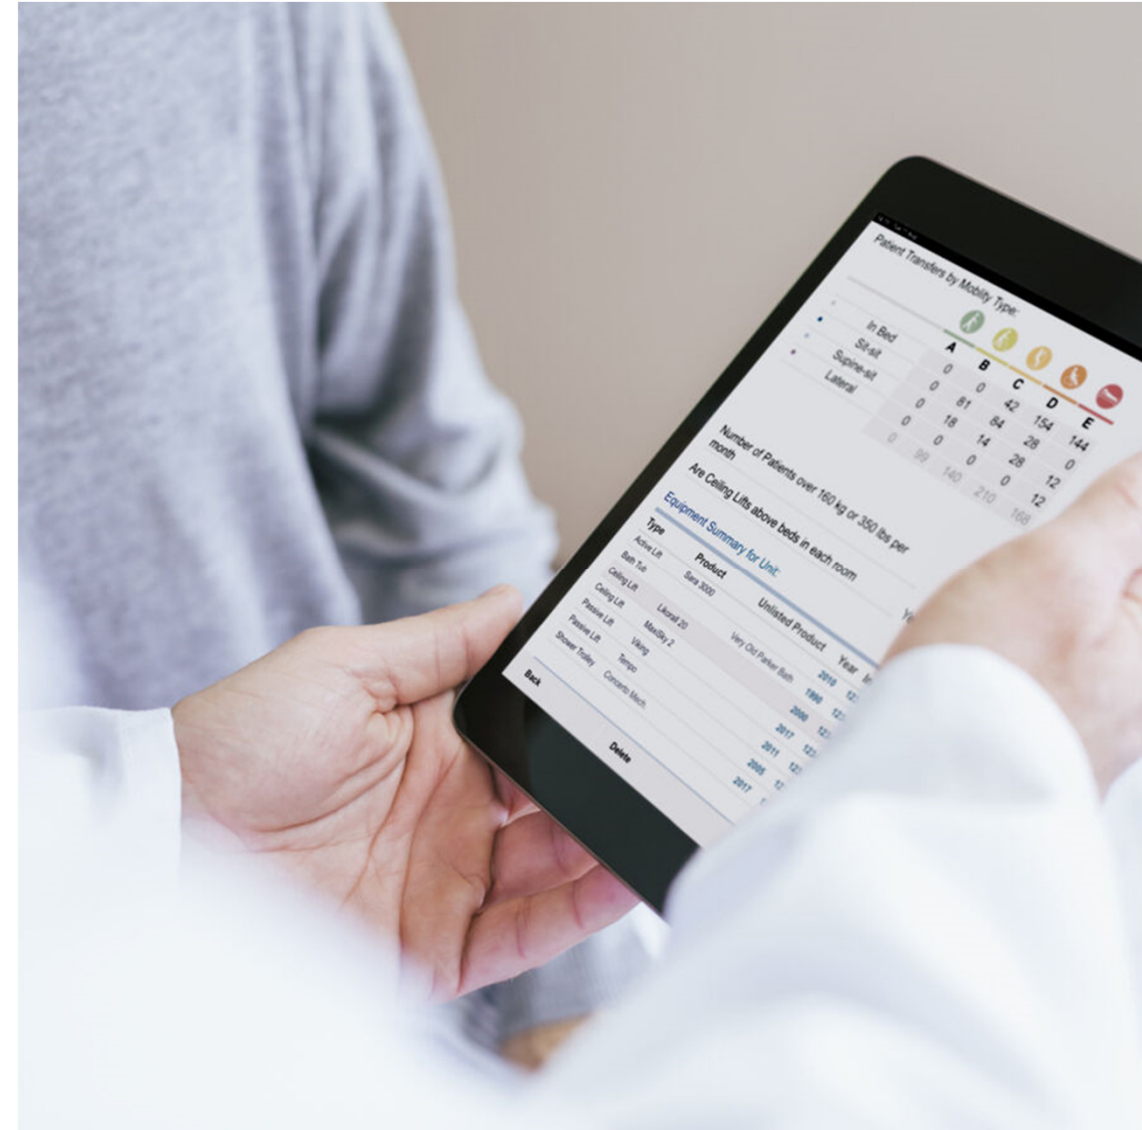 Patient Transfers by Moblity Type:
A B C D E
In Bed 0 0 42 154 144
Sit-sit 0 81 84 28 0
Supine-sit 0 18 14 28 12
Lateral 0 0 0 0 12
0 99 140 210 168
Number of Patients over 160 kg or 350 lbs per
month
Are Ceiling Lifts above beds in each room
Equipment Summary for Unit:
Type Product Unlisted Product Year
Active Lift Sara 3000 2010
Bath Tub Very Old Parker Bath 1990
Ceiling Lift Likorall 20 2000
Ceiling Lift MaxiSky 2 2017
Passive Lift Viking 2011
Passive Lift Tempo 2005
Shower Trolley Concerto Mech. 2017
Back Delete